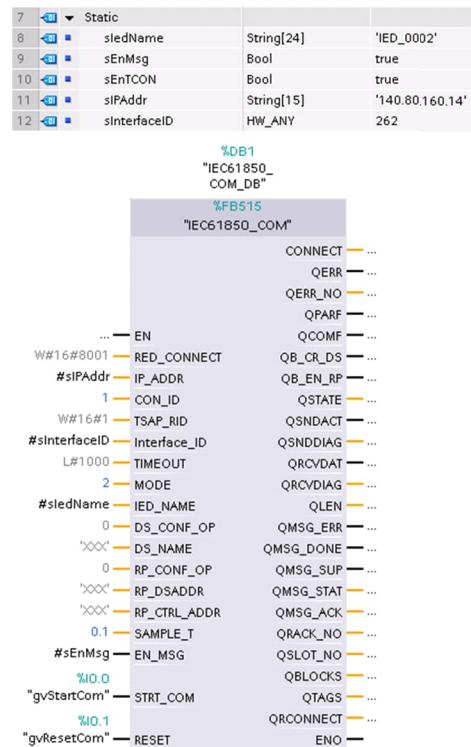 7 Static
8 sIedName String[24] 'IED_0002'
9 sEnMsg Bool true
10 sEnTCON Bool true
11 sIPAddr String[15] '140.80.160.14'
12 sInterfaceID HW_ANY 262
%DB1
"IEC61850_
COM_DB"
%FB515
"IEC61850_COM"
CONNECT ...
QERR ...
QERR_NO ...
QPARF ...
... EN QCOMF ...
W#16#8001 RED_CONNECT QB_CR_DS ...
#sIPAddr IP_ADDR QB_EN_RP ...
1 CON_ID QSTATE ...
W#16#1 TSAP_RID QSNDACT ...
#sInterfaceID Interface_ID QSNDDIAG ...
L#1000 TIMEOUT QRCVDAT ...
2 MODE QRCVDIAG ...
#sIedName IED_NAME QLEN ...
0 DS_CONF_OP QMSG_ERR ...
'XXX' DS_NAME QMSG_DONE ...
0 RP_CONF_OP QMSG_SUP ...
'XXX' RP_DSADDR QMSG_STAT ...
'XXX' RP_CTRL_ADDR QMSG_ACK ...
0.1 SAMPLE_T QRACK_NO ...
#sEnMsg EN_MSG QSLOT_NO ...
%I0.0 QBLOCKS ...
"gvStartCom" STRT_COM QTAGS ...
%I0.1 QRCONNECT ...
"gvResetCom" RESET ENO